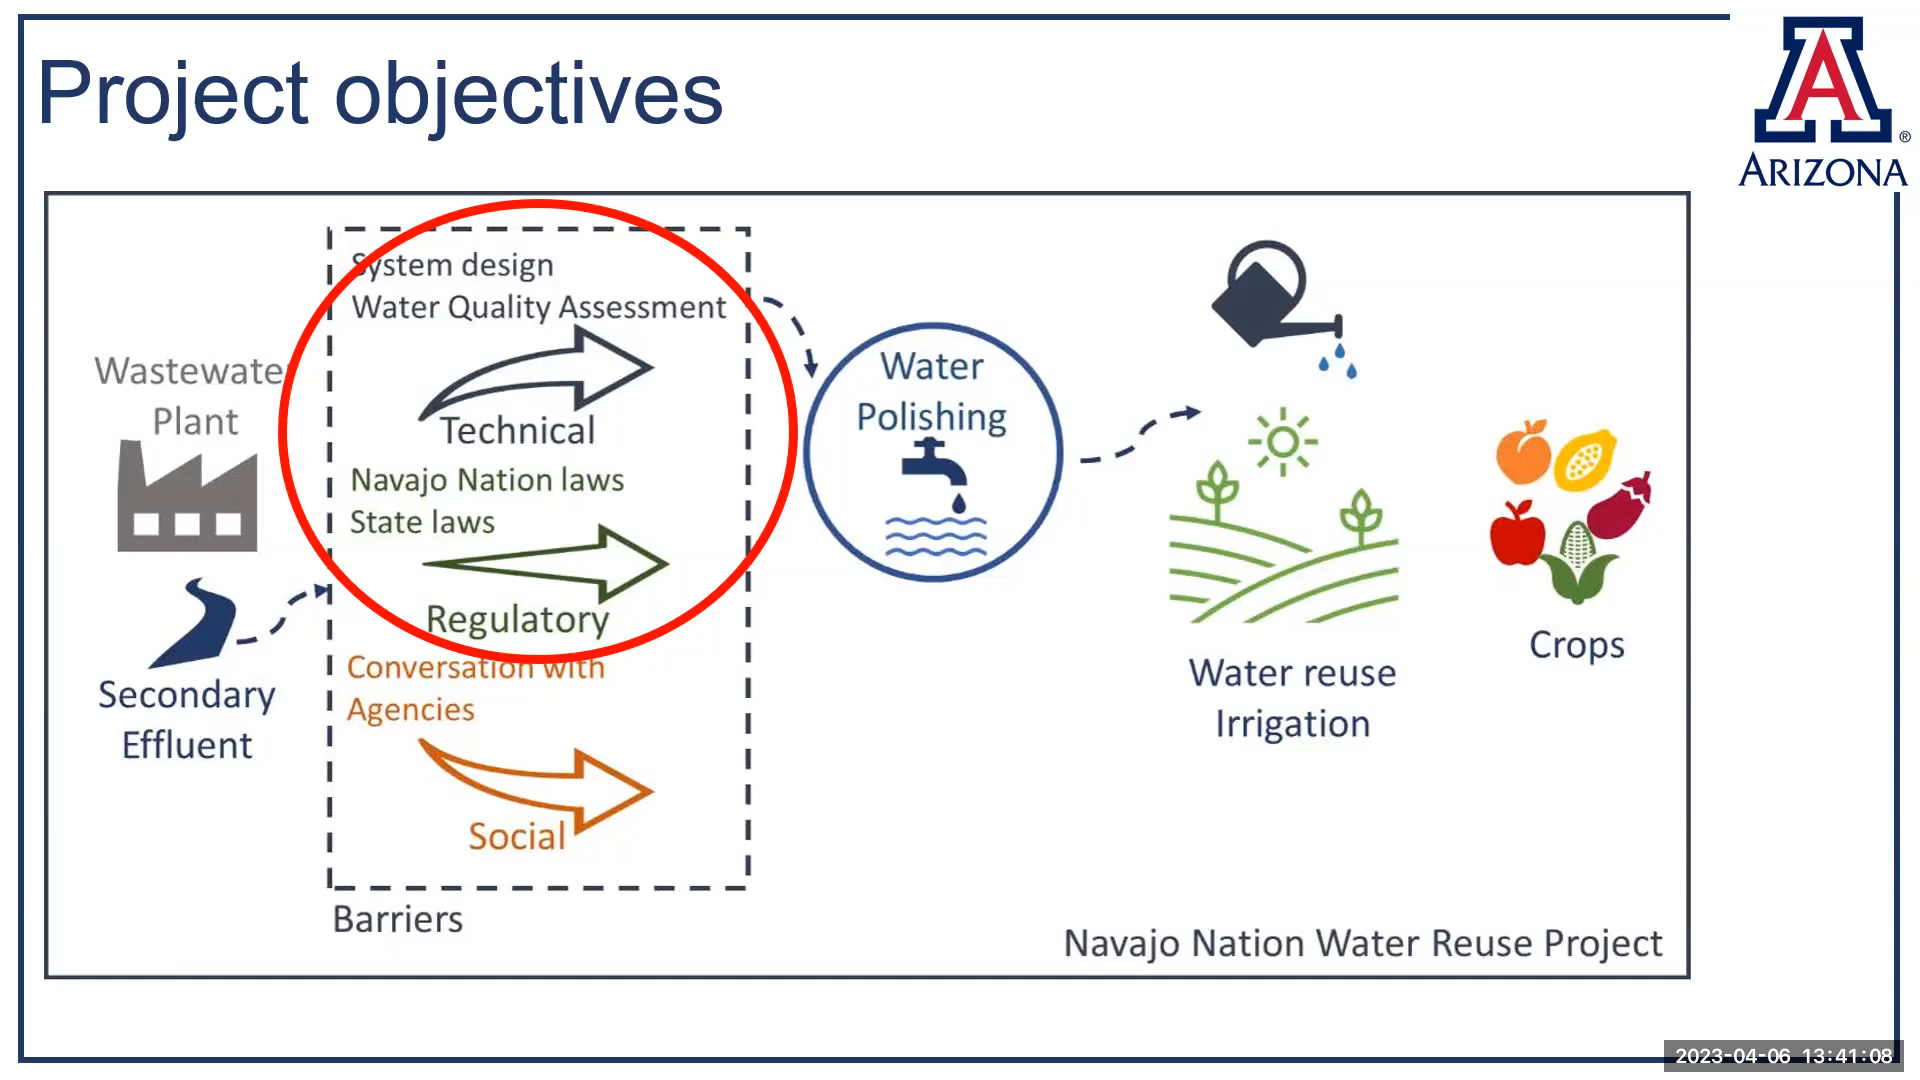 Project objectives
ARIZONA
®
System design
Water Quality Assessment
Technical
Navajo Nation laws
State laws
Regulatory
Conversation with
Agencies
Social
Barriers
Wastewater
Plant
Secondary
Effluent
Water
Polishing
Water reuse
Irrigation
Crops
Navajo Nation Water Reuse Project
2023-04-06 13:41:08